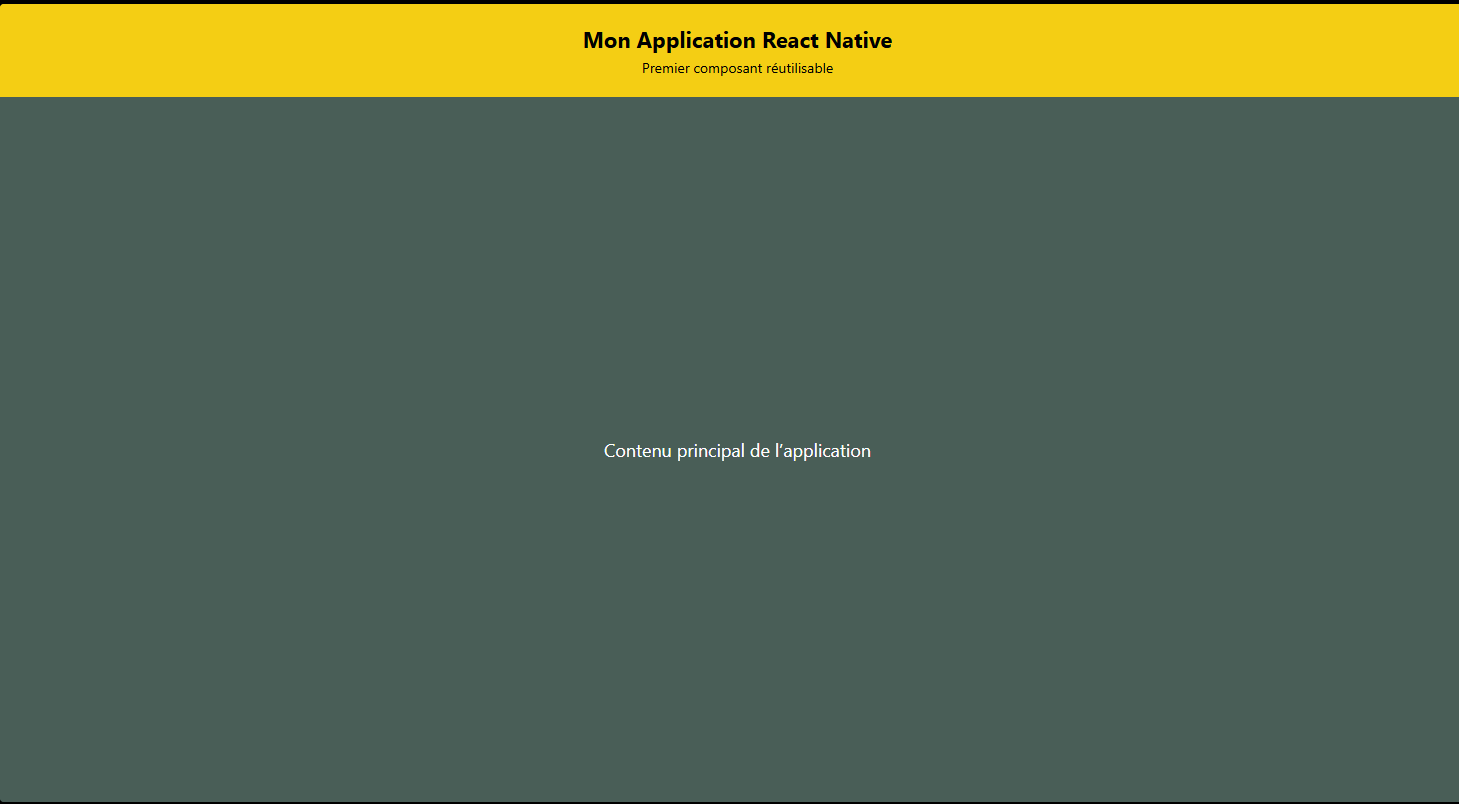 Mon Application React Native
Premier composant réutilisable
Contenu principal de l’application